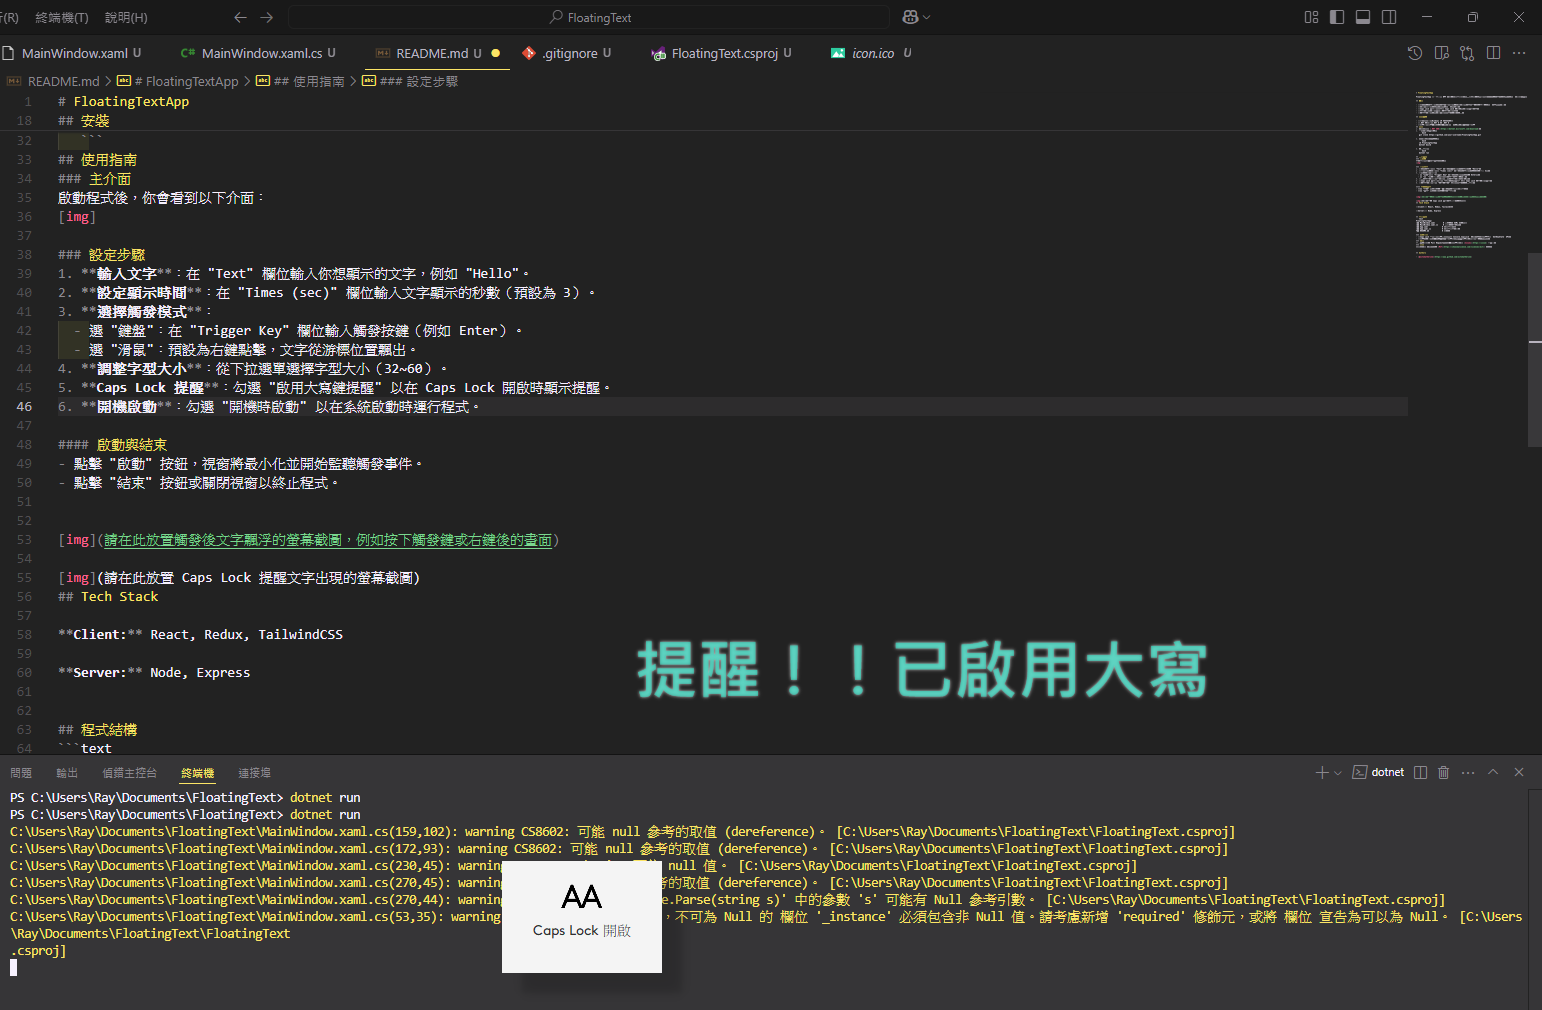 行(R) 終端機(T) 說明(H)
FloatingText
MainWindow.xaml U
C# MainWindow.xaml.cs U
README.md U
.gitignore U
FloatingText.csproj U
icon.ico U
README.md > # FloatingTextApp > ## 使用指南 > ### 設定步驟
1 # FloatingTextApp
18 ## 安裝
32 ```
33 ## 使用指南
34 ### 主介面
35 啟動程式後，你會看到以下介面：
36 [img]
37
38 ### 設定步驟
39 1. **輸入文字**：在 "Text" 欄位輸入你想顯示的文字，例如 "Hello"。
40 2. **設定顯示時間**：在 "Times (sec)" 欄位輸入文字顯示的秒數（預設為 3）。
41 3. **選擇觸發模式**：
42 - 選 "鍵盤"：在 "Trigger Key" 欄位輸入觸發按鍵（例如 Enter）。
43 - 選 "滑鼠"：預設為右鍵點擊，文字從游標位置飄出。
44 4. **調整字型大小**：從下拉選單選擇字型大小（32~60）。
45 5. **Caps Lock 提醒**：勾選 "啟用大寫鍵提醒" 以在 Caps Lock 開啟時顯示提醒。
46 6. **開機啟動**：勾選 "開機時啟動" 以在系統啟動時運行程式。
47
48 #### 啟動與結束
49 - 點擊 "啟動" 按鈕，視窗將最小化並開始監聽觸發事件。
50 - 點擊 "結束" 按鈕或關閉視窗以終止程式。
51
52
53 [img](請在此放置觸發後文字飄浮的螢幕截圖，例如按下觸發鍵或右鍵後的畫面)
54
55 [img](請在此放置 Caps Lock 提醒文字出現的螢幕截圖)
56 ## Tech Stack
57
58 **Client:** React, Redux, TailwindCSS
59
60 **Server:** Node, Express
61
62
63 ## 程式結構
64 ```text
提醒！！已啟用大寫
問題 輸出 偵錯主控台 終端機 連接埠
dotnet
PS C:\Users\Ray\Documents\FloatingText> dotnet run
PS C:\Users\Ray\Documents\FloatingText> dotnet run
C:\Users\Ray\Documents\FloatingText\MainWindow.xaml.cs(159,102): warning CS8602: 可能 null 參考的取值 (dereference)。 [C:\Users\Ray\Documents\FloatingText\FloatingText.csproj]
C:\Users\Ray\Documents\FloatingText\MainWindow.xaml.cs(172,93): warning CS8602: 可能 null 參考的取值 (dereference)。 [C:\Users\Ray\Documents\FloatingText\FloatingText.csproj]
C:\Users\Ray\Documents\FloatingText\MainWindow.xaml.cs(230,45): warning null 值。 [C:\Users\Ray\Documents\FloatingText\FloatingText.csproj]
C:\Users\Ray\Documents\FloatingText\MainWindow.xaml.cs(270,45): warning 考的取值 (dereference)。 [C:\Users\Ray\Documents\FloatingText\FloatingText.csproj]
C:\Users\Ray\Documents\FloatingText\MainWindow.xaml.cs(270,44): warning e.Parse(string s)' 中的參數 's' 可能有 Null 參考引數。 [C:\Users\Ray\Documents\FloatingText\FloatingText.csproj]
C:\Users\Ray\Documents\FloatingText\MainWindow.xaml.cs(53,35): warning ，不可為 Null 的 欄位 '_instance' 必須包含非 Null 值。請考慮新增 'required' 修飾元，或將 欄位 宣告為可以為 Null。 [C:\Users
\Ray\Documents\FloatingText\FloatingText
.csproj]
AA
Caps Lock 開啟